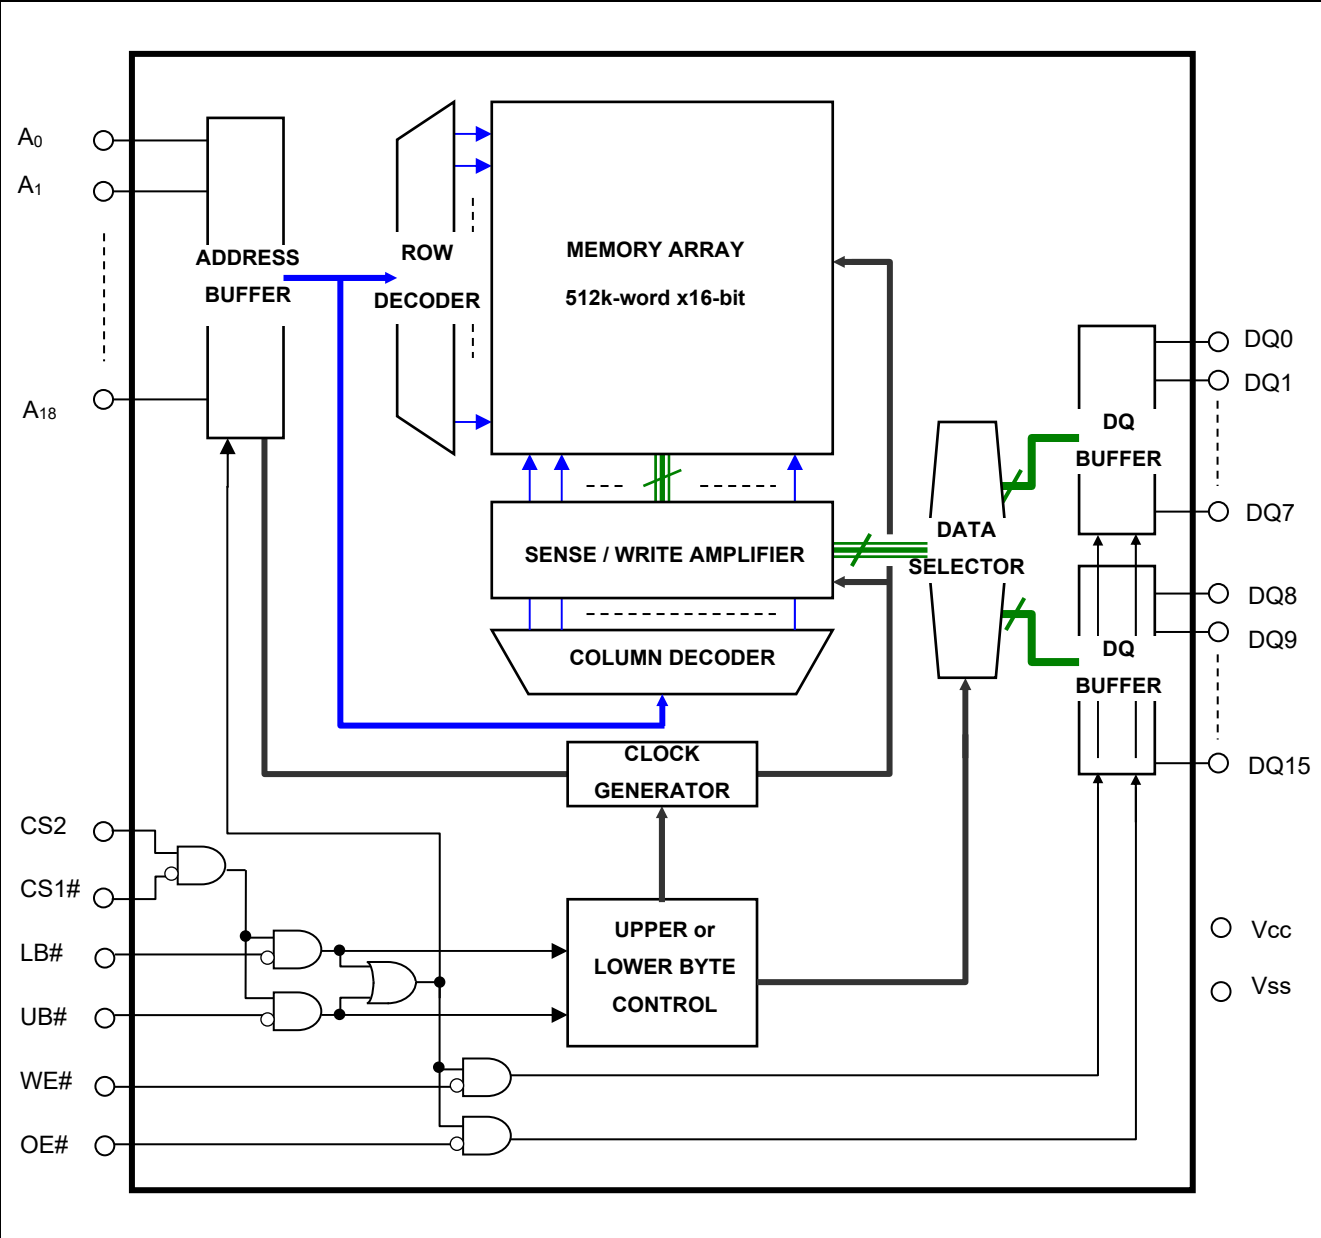 A0
A1
A18
ADDRESS
BUFFER
ROW
DECODER
MEMORY ARRAY
512k-word x16-bit
SENSE / WRITE AMPLIFIER
COLUMN DECODER
CLOCK
GENERATOR
DATA
SELECTOR
DQ
BUFFER
DQ
BUFFER
DQ0
DQ1
DQ7
DQ8
DQ9
DQ15
CS2
CS1#
LB#
UB#
WE#
OE#
UPPER or
LOWER BYTE
CONTROL
Vcc
Vss